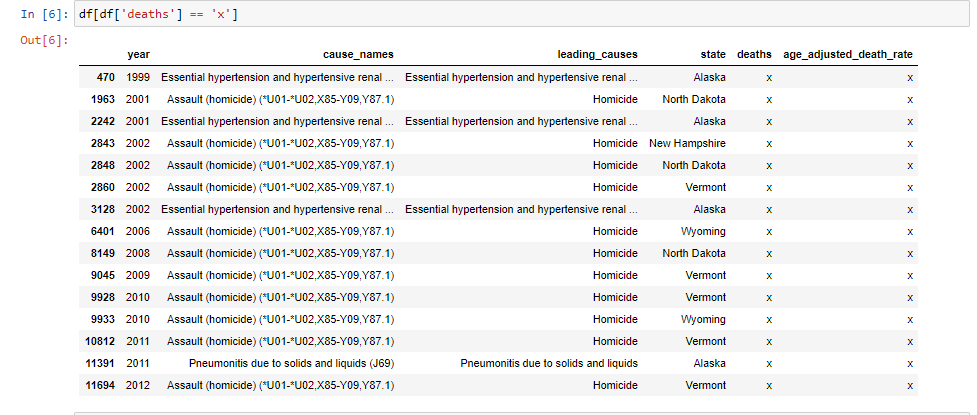 In [6]: df[df['deaths'] == 'x']
Out[6]:
year cause_names leading_causes state deaths age_adjusted_death_rate
470 1999 Essential hypertension and hypertensive renal ... Essential hypertension and hypertensive renal ... Alaska x x
1963 2001 Assault (homicide) (*U01-*U02,X85-Y09,Y87.1) Homicide North Dakota x x
2242 2001 Essential hypertension and hypertensive renal ... Essential hypertension and hypertensive renal ... Alaska x x
2843 2002 Assault (homicide) (*U01-*U02,X85-Y09,Y87.1) Homicide New Hampshire x x
2848 2002 Assault (homicide) (*U01-*U02,X85-Y09,Y87.1) Homicide North Dakota x x
2860 2002 Assault (homicide) (*U01-*U02,X85-Y09,Y87.1) Homicide Vermont x x
3128 2002 Essential hypertension and hypertensive renal ... Essential hypertension and hypertensive renal ... Alaska x x
6401 2006 Assault (homicide) (*U01-*U02,X85-Y09,Y87.1) Homicide Wyoming x x
8149 2008 Assault (homicide) (*U01-*U02,X85-Y09,Y87.1) Homicide North Dakota x x
9045 2009 Assault (homicide) (*U01-*U02,X85-Y09,Y87.1) Homicide Vermont x x
9928 2010 Assault (homicide) (*U01-*U02,X85-Y09,Y87.1) Homicide Vermont x x
9933 2010 Assault (homicide) (*U01-*U02,X85-Y09,Y87.1) Homicide Wyoming x x
10812 2011 Assault (homicide) (*U01-*U02,X85-Y09,Y87.1) Homicide Vermont x x
11391 2011 Pneumonitis due to solids and liquids (J69) Pneumonitis due to solids and liquids Alaska x x
11694 2012 Assault (homicide) (*U01-*U02,X85-Y09,Y87.1) Homicide Vermont x x